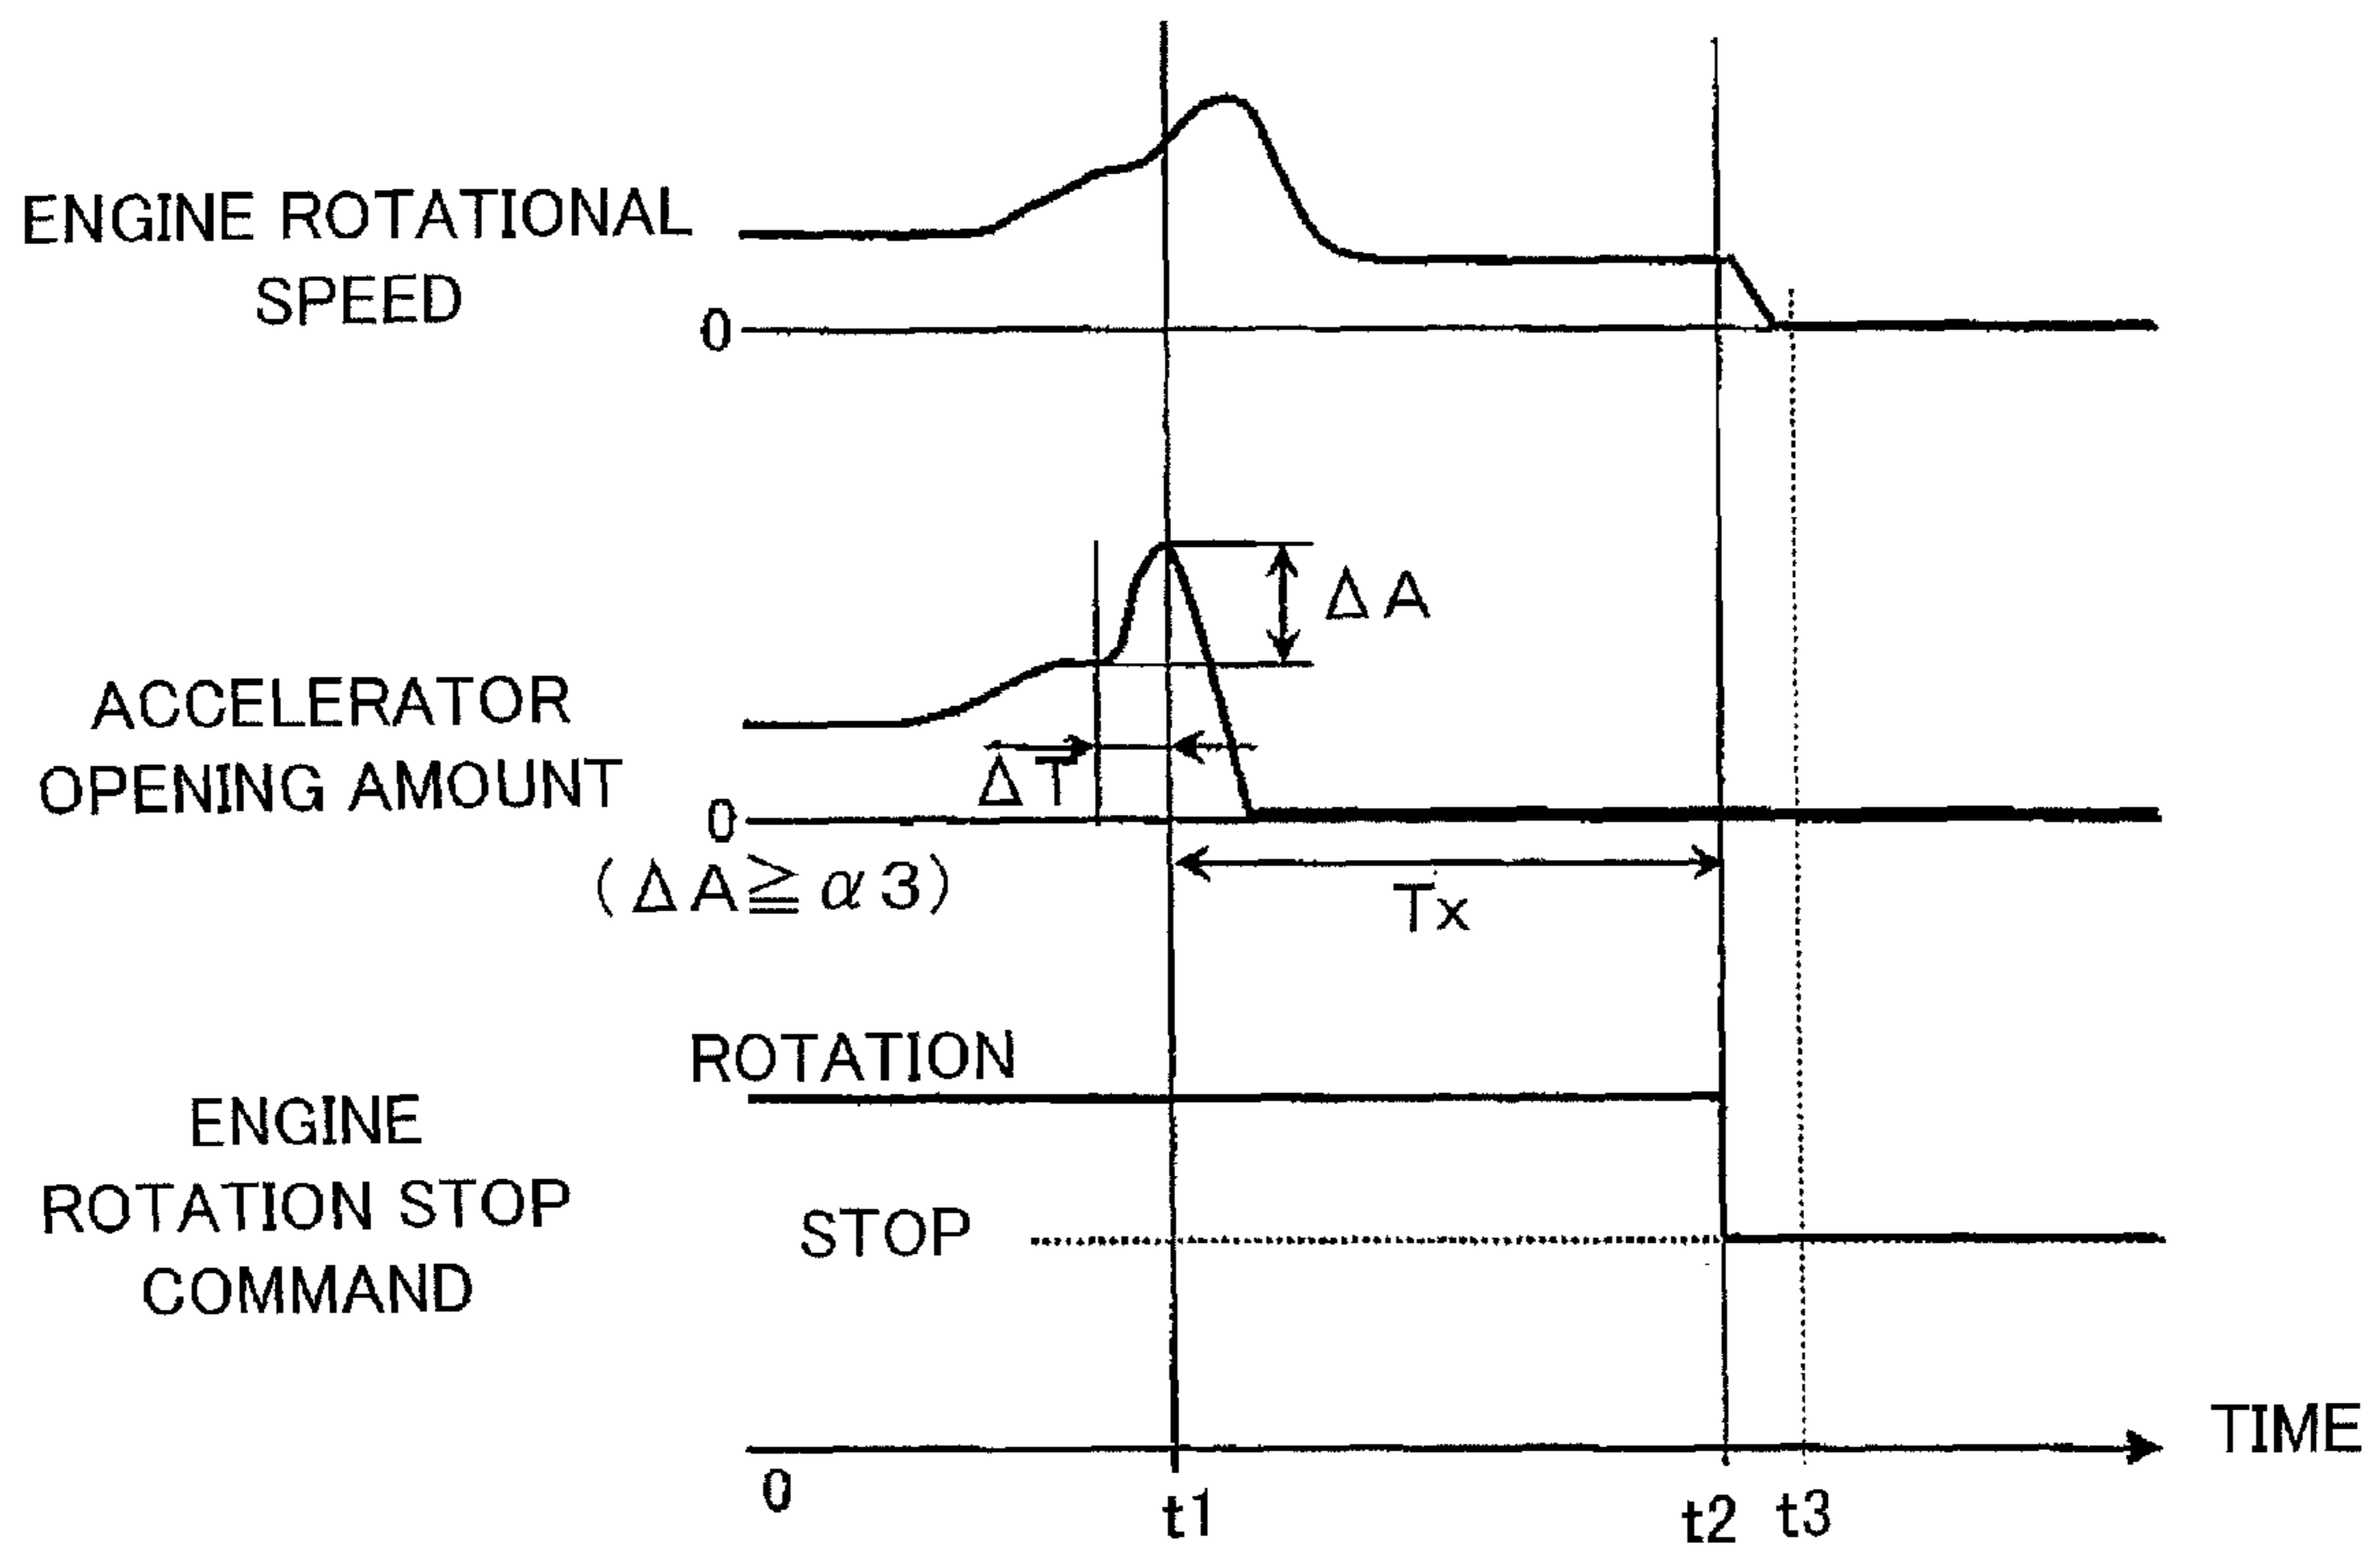 ENGINE ROTATIONAL
SPEED
0
ΔA
ACCELERATOR
OPENING AMOUNT
ΔT
0
(ΔA≧α3)
Tx
ROTATION
ENGINE
ROTATION STOP
COMMAND
STOP
TIME
0
t1
t2
t3